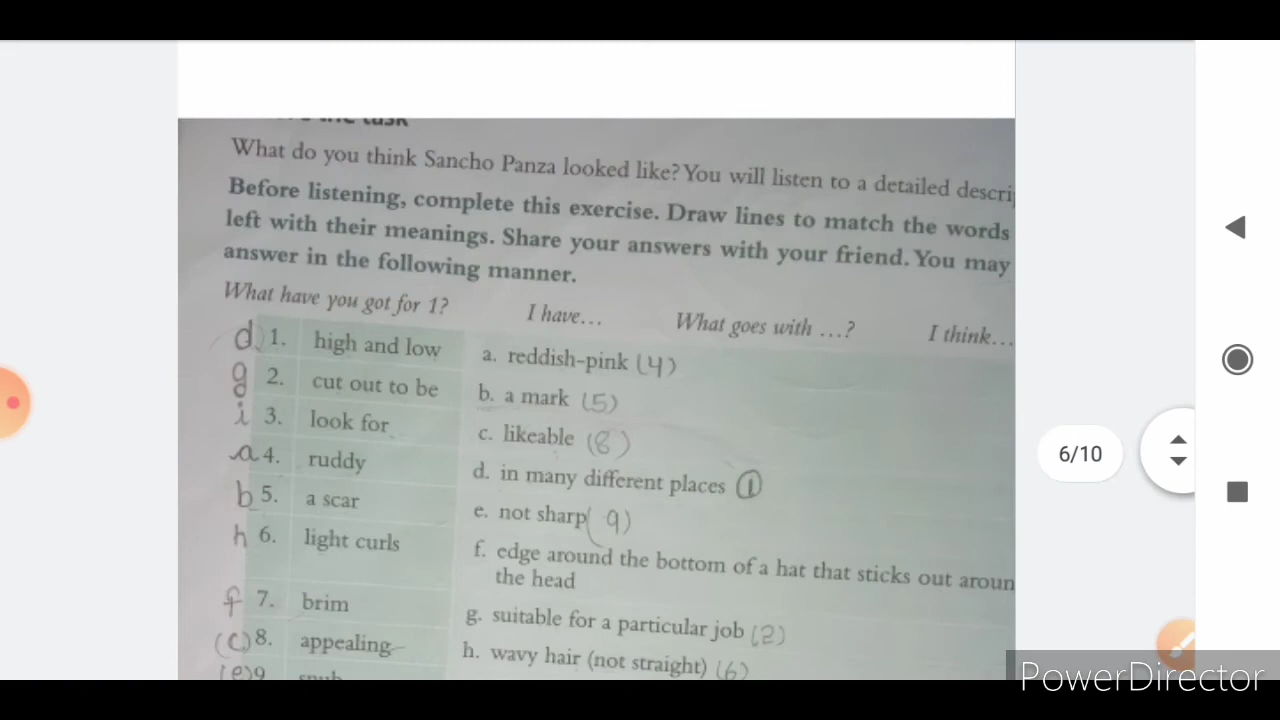 the task
What do you think Sancho Panza looked like? You will listen to a detailed descri
Before listening, complete this exercise. Draw lines to match the words
left with their meanings. Share your answers with your friend. You may
answer in the following manner.
What have you got for 1? I have... What goes with ...? I think...
d 1. high and low
a. reddish-pink (4)
g 2. cut out to be
b. a mark (5)
i 3. look for
c. likeable (8)
a 4. ruddy
d. in many different places 1
b 5. a scar
e. not sharp (9)
h 6. light curls
f. edge around the bottom of a hat that sticks out aroun
the head
f 7. brim
g. suitable for a particular job (2)
(c) 8. appealing
h. wavy hair (not straight) (6)
(e) 9 snub
6/10
PowerDirector